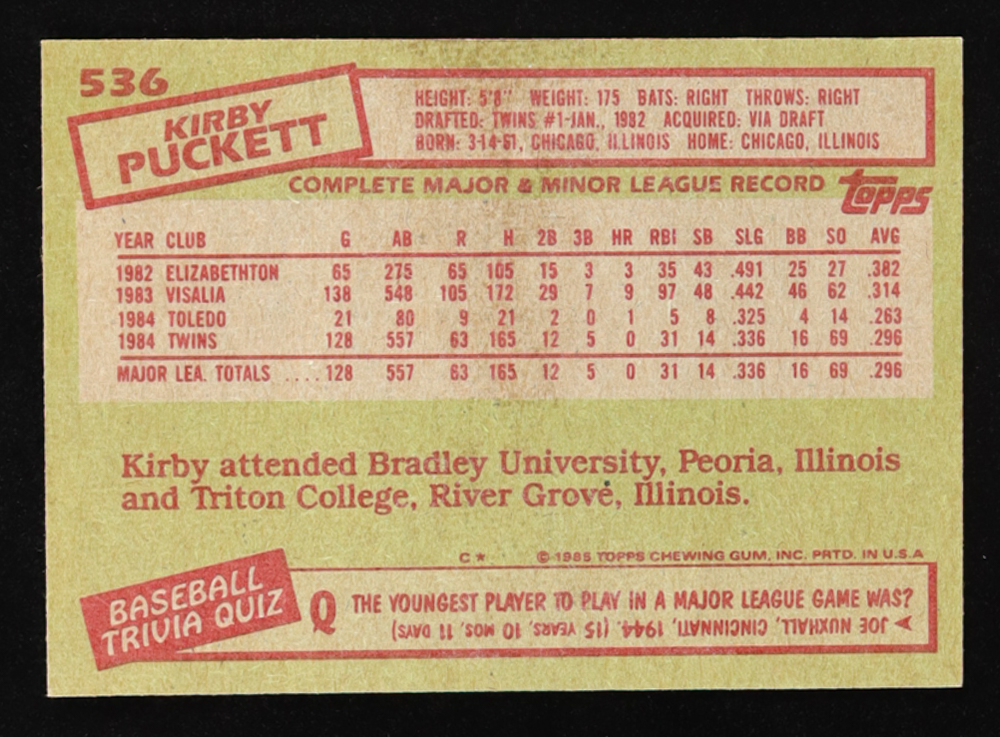 536
KIRBY
PUCKETT
HEIGHT: 5'8" WEIGHT: 175 BATS: RIGHT THROWS: RIGHT
DRAFTED: TWINS #1-JAN., 1982 ACQUIRED: VIA DRAFT
BORN: 3-14-61, CHICAGO, ILLINOIS HOME: CHICAGO, ILLINOIS
COMPLETE MAJOR & MINOR LEAGUE RECORD topps
YEAR CLUB G AB R H 2B 3B HR RBI SB SLG BB SO AVG
1982 ELIZABETHTON 65 275 65 105 15 3 3 35 43 .491 25 27 .382
1983 VISALIA 138 548 105 172 29 7 9 97 48 .442 46 62 .314
1984 TOLEDO 21 80 9 21 2 0 1 5 8 .325 4 14 .263
1984 TWINS 128 557 63 165 12 5 0 31 14 .336 16 69 .296
MAJOR LEA. TOTALS .... 128 557 63 165 12 5 0 31 14 .336 16 69 .296
Kirby attended Bradley University, Peoria, Illinois
and Triton College, River Grove, Illinois.
C* © 1985 TOPPS CHEWING GUM, INC. PRTD. IN U.S.A
BASEBALL
TRIVIA QUIZ
Q THE YOUNGEST PLAYER TO PLAY IN A MAJOR LEAGUE GAME WAS?
JOE NUXHALL, CINCINNATI, 1944. (15 YEARS, 10 MOS. 11 DAYS)